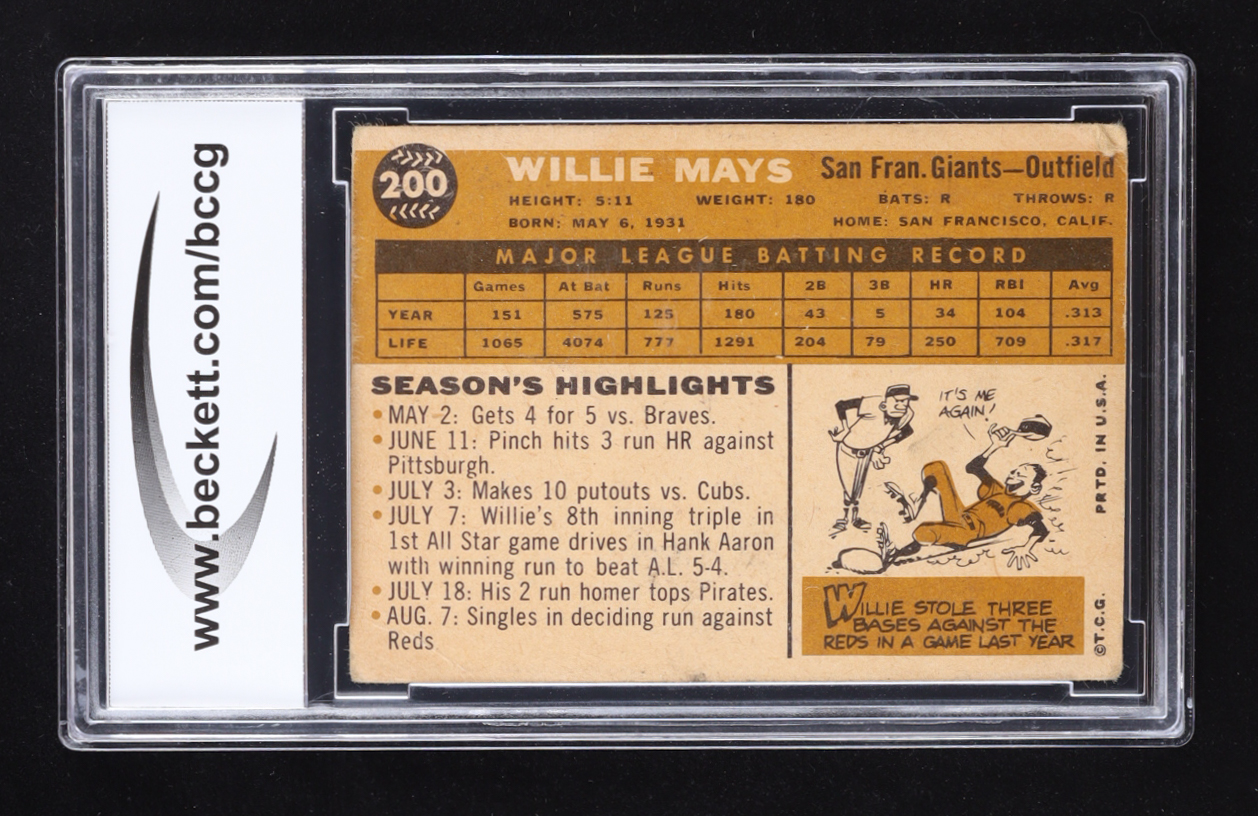 www.beckett.com/bccg
200
WILLIE MAYS San Fran. Giants—Outfield
HEIGHT: 5:11 WEIGHT: 180 BATS: R THROWS: R
BORN: MAY 6, 1931 HOME: SAN FRANCISCO, CALIF.
MAJOR LEAGUE BATTING RECORD
Games At Bat Runs Hits 2B 3B HR RBI Avg
YEAR 151 575 125 180 43 5 34 104 .313
LIFE 1065 4074 777 1291 204 79 250 709 .317
SEASON'S HIGHLIGHTS
• MAY 2: Gets 4 for 5 vs. Braves.
• JUNE 11: Pinch hits 3 run HR against
Pittsburgh.
• JULY 3: Makes 10 putouts vs. Cubs.
• JULY 7: Willie's 8th inning triple in
1st All Star game drives in Hank Aaron
with winning run to beat A.L. 5-4.
• JULY 18: His 2 run homer tops Pirates.
• AUG. 7: Singles in deciding run against
Reds
IT'S ME
AGAIN!
WILLIE STOLE THREE
BASES AGAINST THE
REDS IN A GAME LAST YEAR
©T.C.G. PRTD. IN U.S.A.